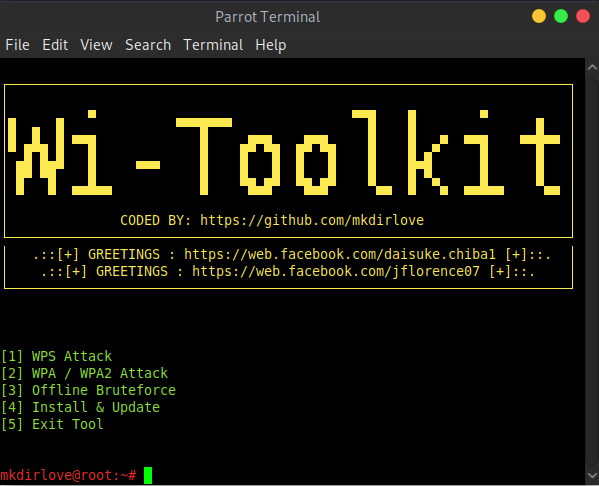 Parrot Terminal
File Edit View Search Terminal Help
Wi-Toolkit
CODED BY: https://github.com/mkdirlove
.::[+] GREETINGS : https://web.facebook.com/daisuke.chiba1 [+]::.
.::[+] GREETINGS : https://web.facebook.com/jflorence07 [+]::.
[1] WPS Attack
[2] WPA / WPA2 Attack
[3] Offline Bruteforce
[4] Install & Update
[5] Exit Tool
mkdirlove@root:~#